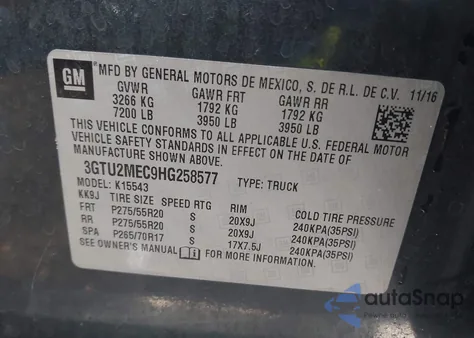 GM
MFD BY GENERAL MOTORS DE MEXICO, S. DE R.L. DE C.V. 11/16
GVWR GAWR FRT GAWR RR
3266 KG 1792 KG 1792 KG
7200 LB 3950 LB 3950 LB
THIS VEHICLE CONFORMS TO ALL APPLICABLE U.S. FEDERAL MOTOR
VEHICLE SAFETY STANDARDS IN EFFECT ON THE DATE OF
MANUFACTURE SHOWN ABOVE.
3GTU2MEC9HG258577 TYPE: TRUCK
K15543
KK9J TIRE SIZE SPEED RTG RIM COLD TIRE PRESSURE
FRT P275/55R20 S 20X9J 240KPA(35PSI)
RR P275/55R20 S 20X9J 240KPA(35PSI)
SPA P265/70R17 S 17X7.5J 240KPA(35PSI)
SEE OWNER'S MANUAL FOR MORE INFORMATION.
autoSnap